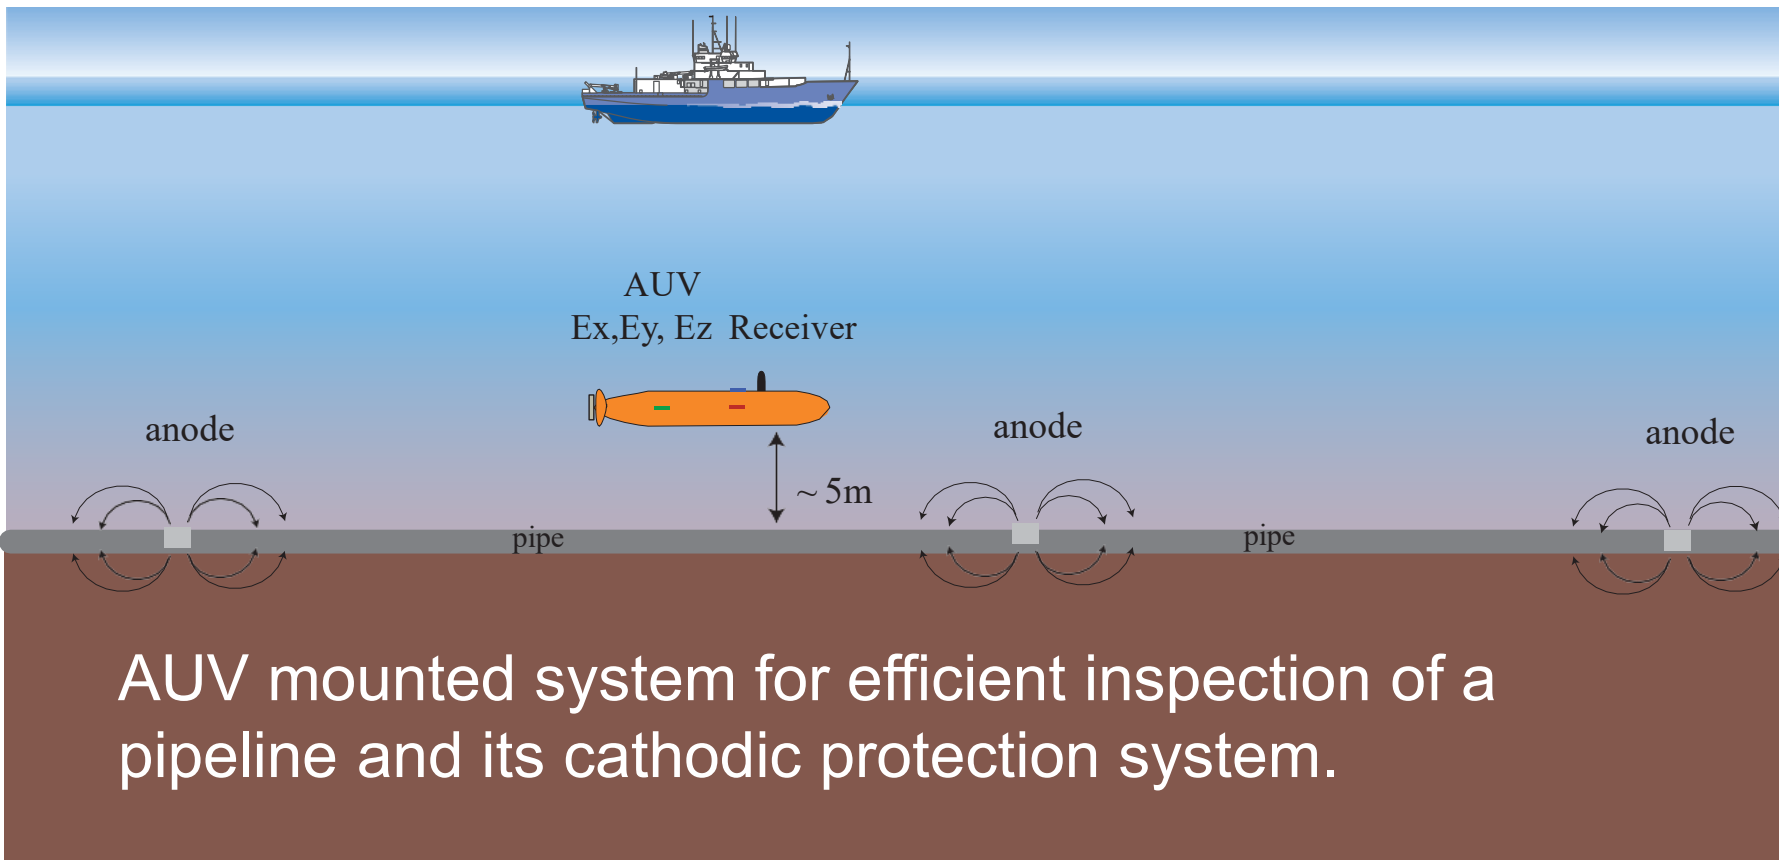 AUV
Ex,Ey, Ez Receiver
anode
anode
anode
~ 5m
pipe
pipe
AUV mounted system for efficient inspection of a
pipeline and its cathodic protection system.